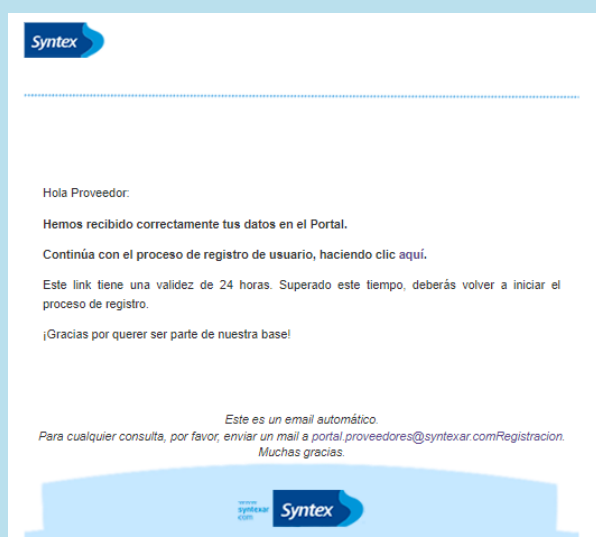 Syntex
Hola Proveedor:
Hemos recibido correctamente tus datos en el Portal.
Continúa con el proceso de registro de usuario, haciendo clic aquí.
Este link tiene una validez de 24 horas. Superado este tiempo, deberás volver a iniciar el
proceso de registro.
¡Gracias por querer ser parte de nuestra base!
Este es un email automático.
Para cualquier consulta, por favor, enviar un mail a portal.proveedores@syntexar.comRegistracion.
Muchas gracias.
syntexar
com
Syntex